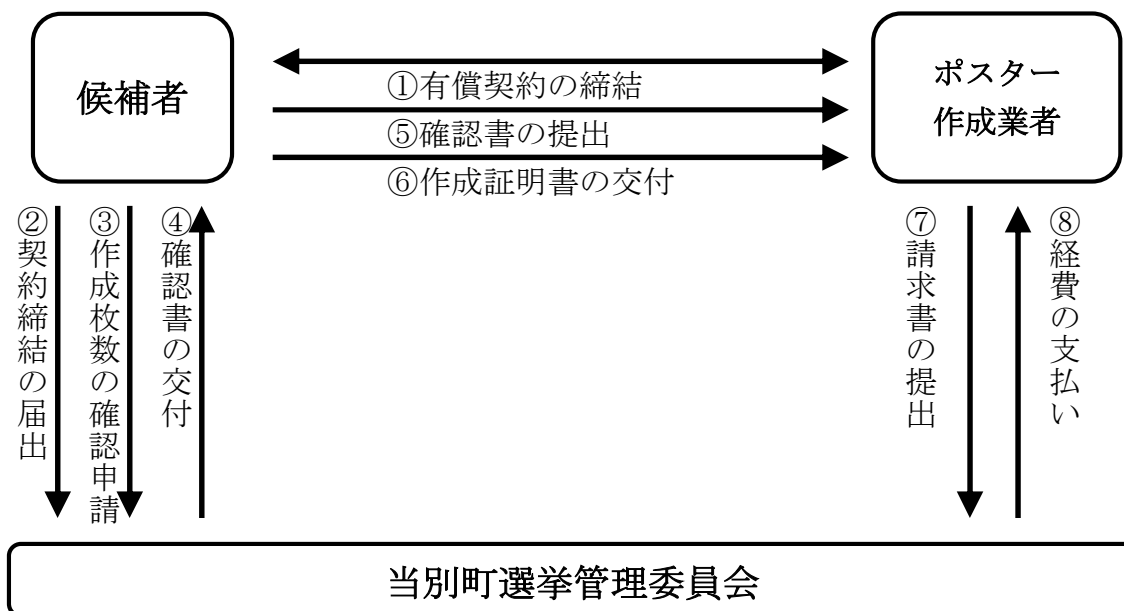 候補者
ポスター
作成業者
①有償契約の締結
⑤確認書の提出
⑥作成証明書の交付
②契約締結の届出
③作成枚数の確認申請
④確認書の交付
⑦請求書の提出
⑧経費の支払い
当別町選挙管理委員会